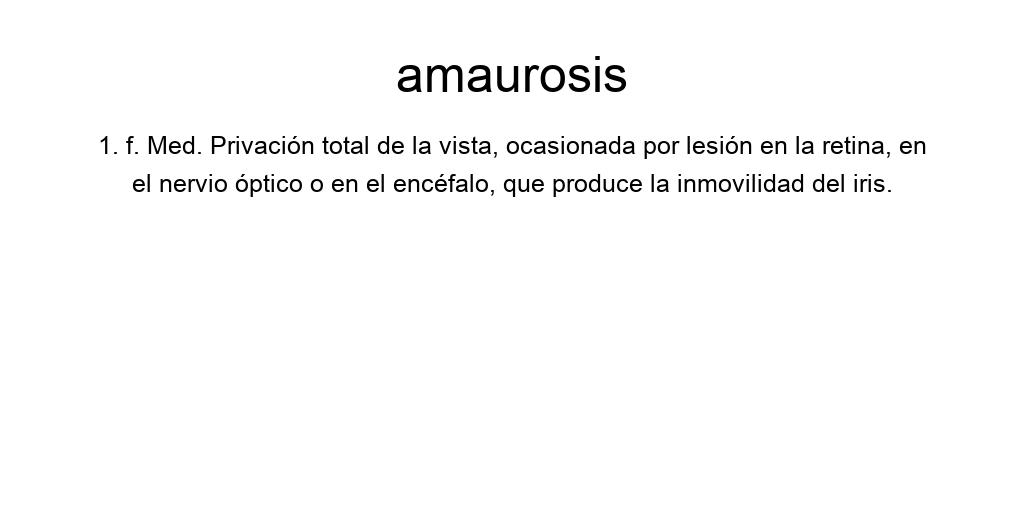 amaurosis
1. f. Med. Privación total de la vista, ocasionada por lesión en la retina, en
el nervio óptico o en el encéfalo, que produce la inmovilidad del iris.